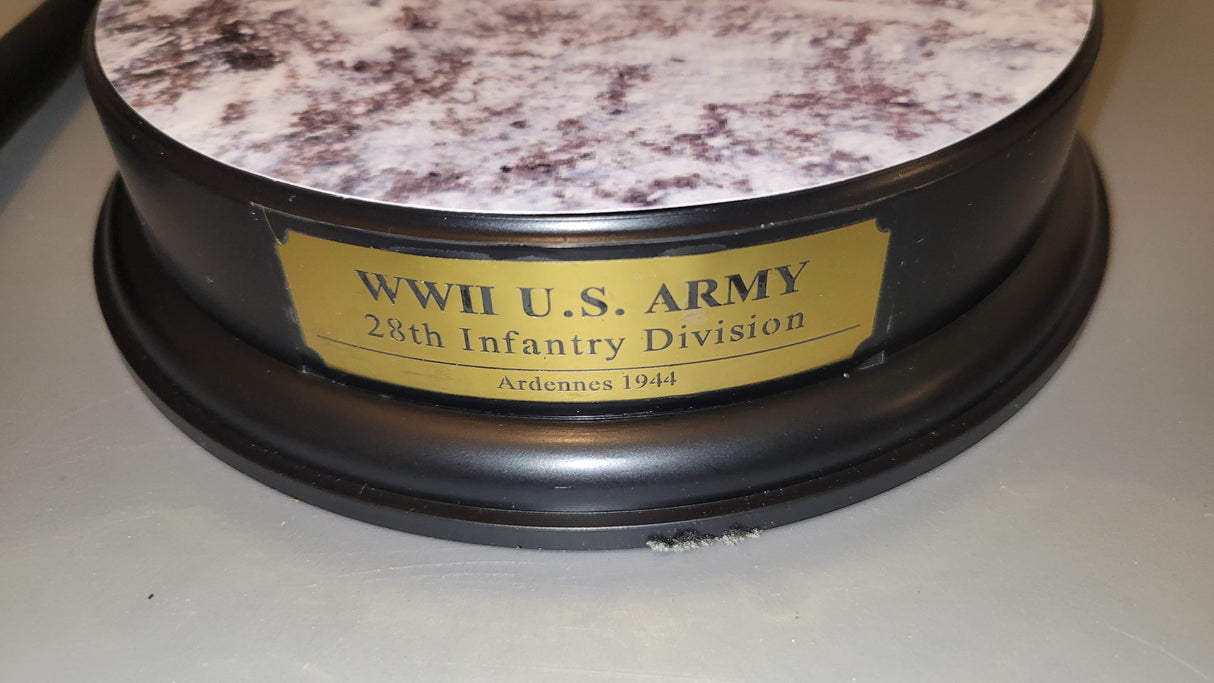 WWII U.S. ARMY
28th Infantry Division
Ardennes 1944